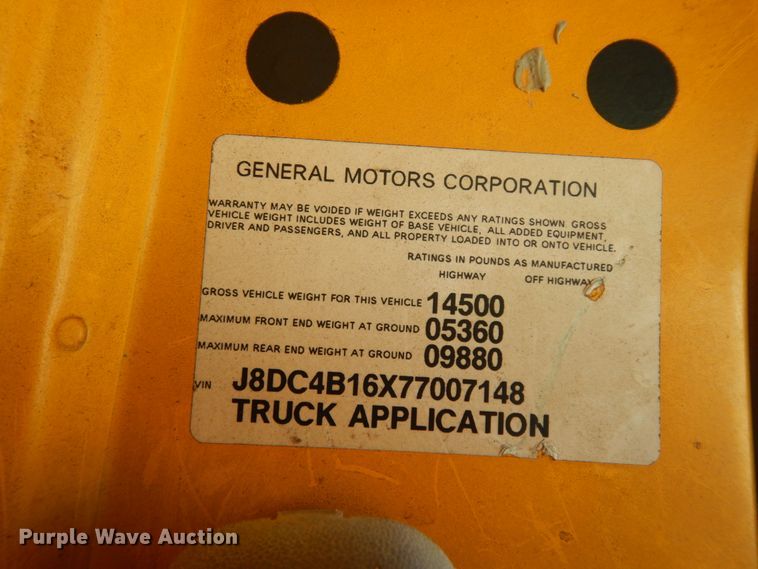 GENERAL MOTORS CORPORATION
WARRANTY MAY BE VOIDED IF WEIGHT EXCEEDS ANY RATINGS SHOWN GROSS
VEHICLE WEIGHT INCLUDES WEIGHT OF BASE VEHICLE, ALL ADDED EQUIPMENT,
DRIVER AND PASSENGERS, AND ALL PROPERTY LOADED INTO OR ONTO VEHICLE.
RATINGS IN POUNDS AS MANUFACTURED
HIGHWAY OFF HIGHWAY
GROSS VEHICLE WEIGHT FOR THIS VEHICLE 14500
MAXIMUM FRONT END WEIGHT AT GROUND 05360
MAXIMUM REAR END WEIGHT AT GROUND 09880
VIN J8DC4B16X77007148
TRUCK APPLICATION
Purple Wave Auction